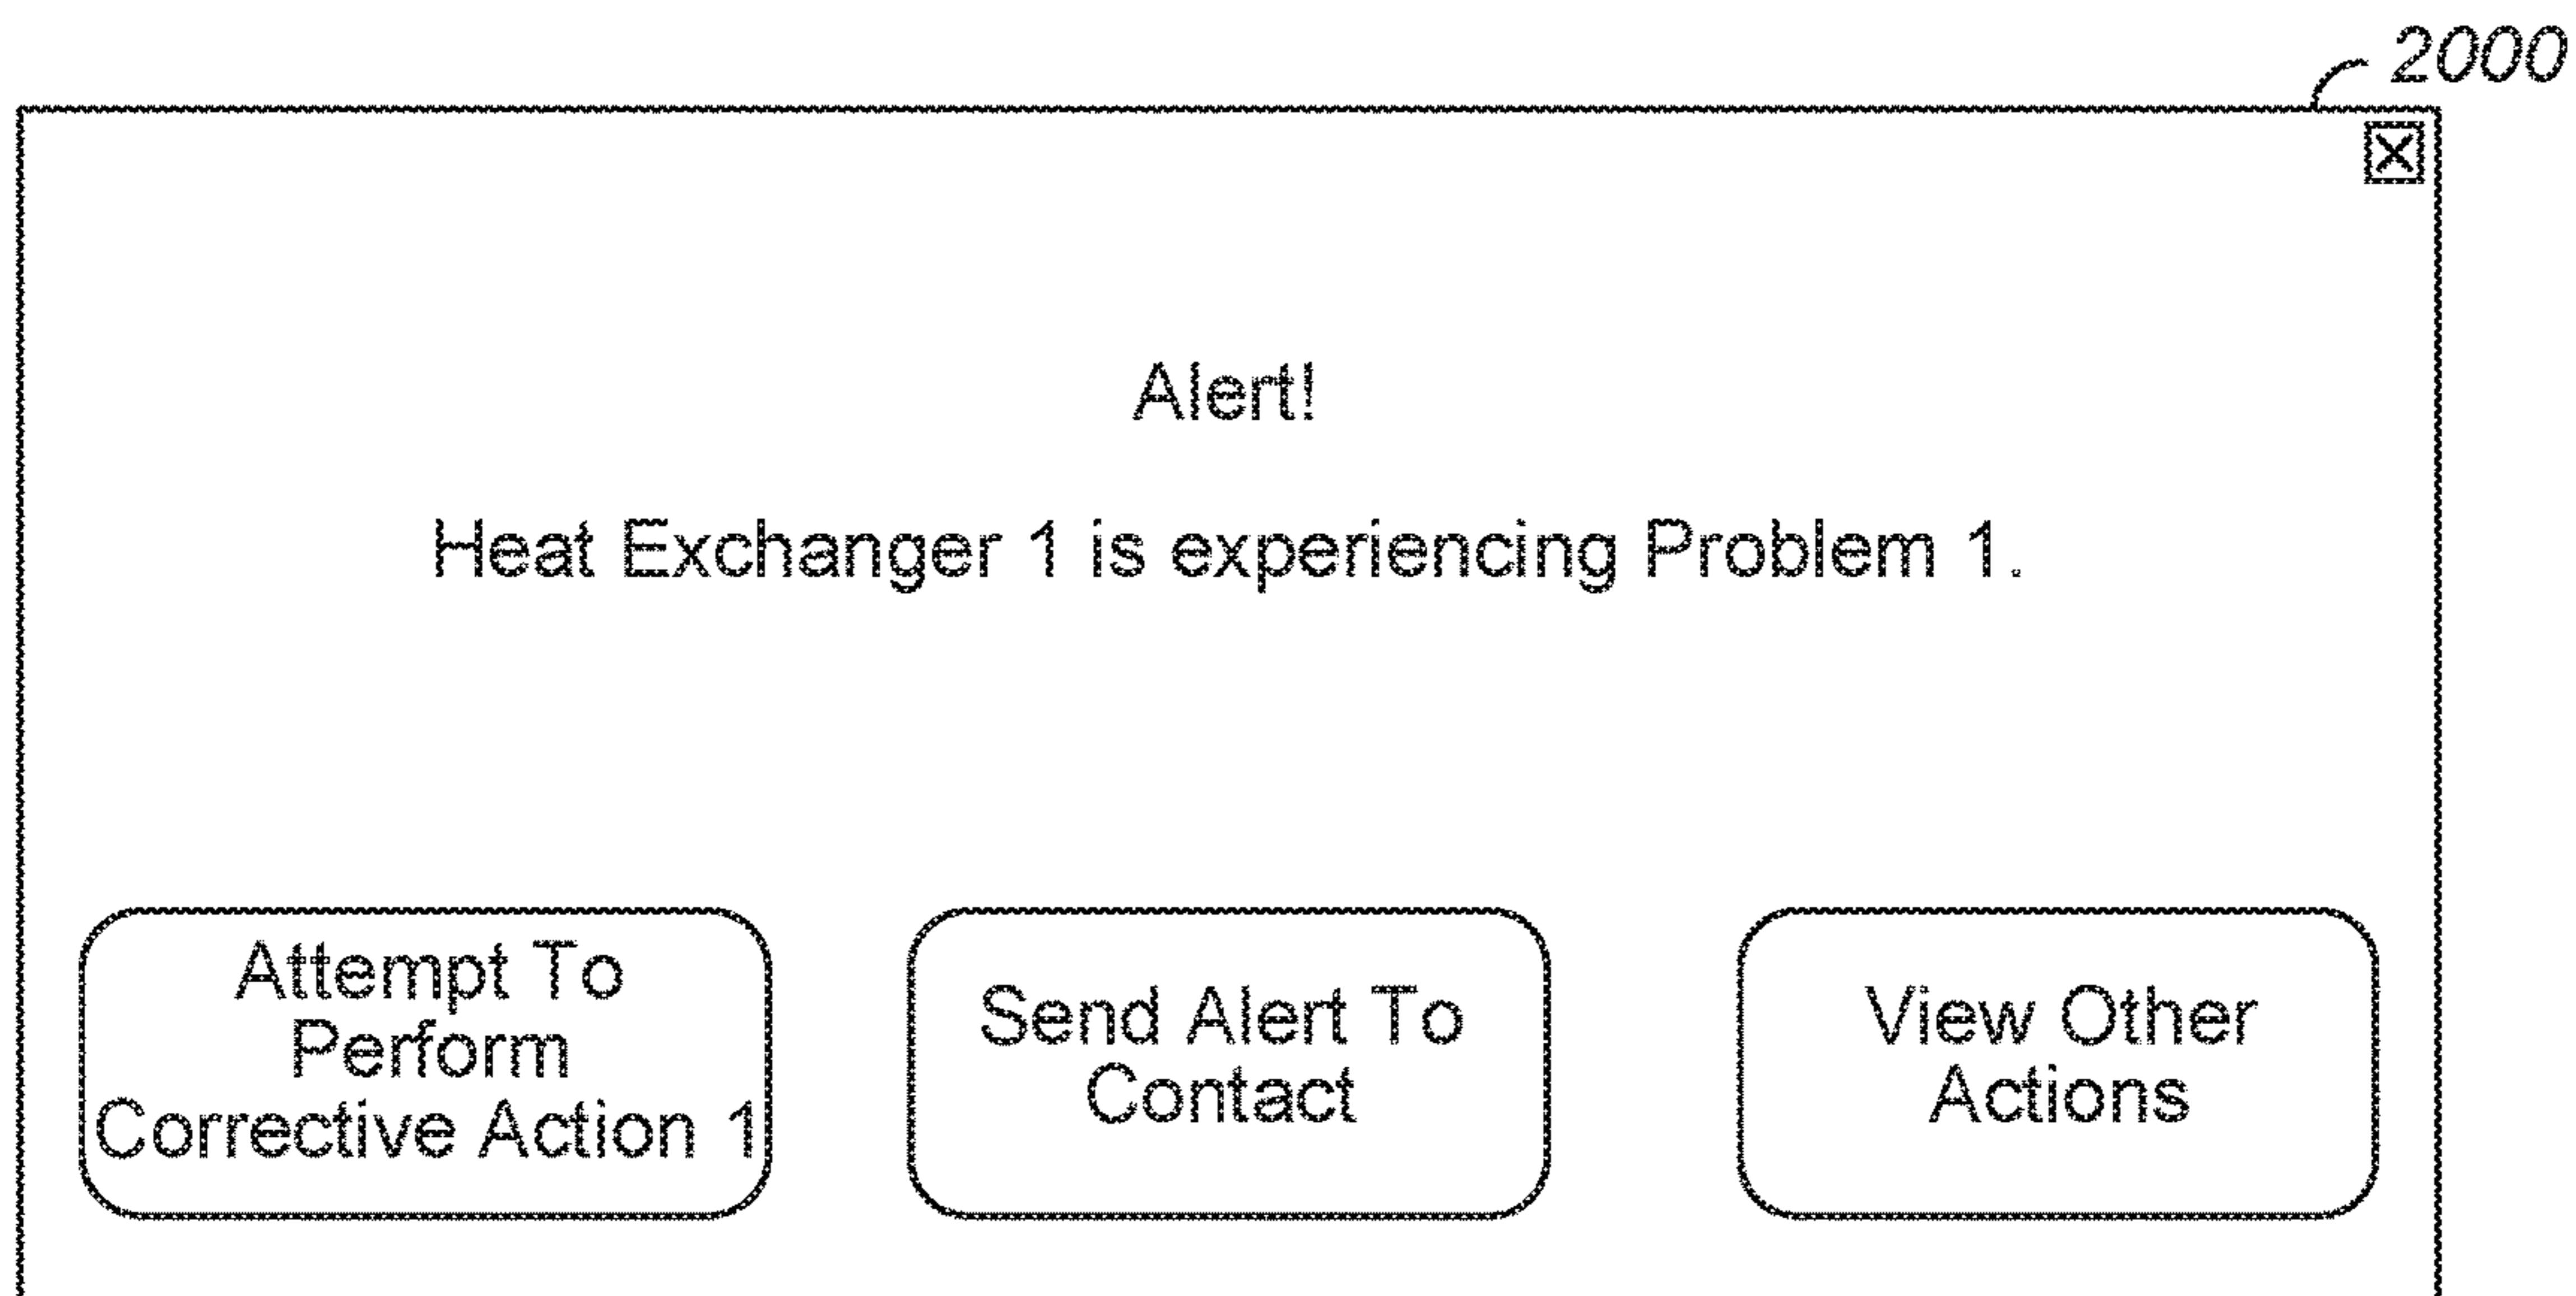 2000
Alert!
Heat Exchanger 1 is experiencing Problem 1.
Attempt To
Perform
Corrective Action 1
Send Alert To
Contact
View Other
Actions